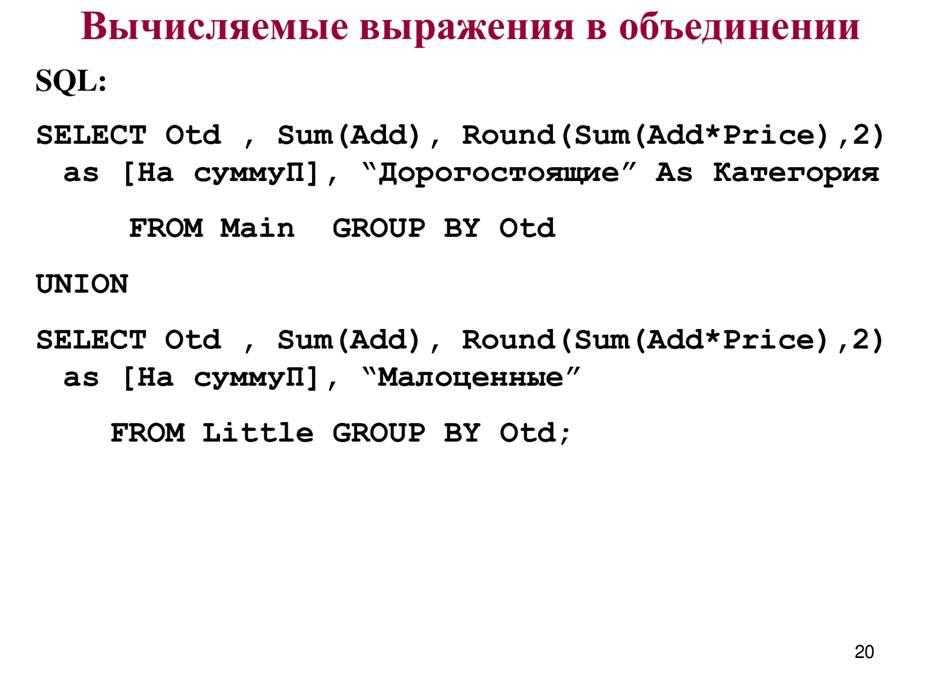 Вычисляемые выражения в объединении
SQL:
SELECT Otd , Sum(Add), Round(Sum(Add*Price),2)
as [На суммуП], “Дорогостоящие” As Категория
FROM Main  GROUP BY Otd
UNION
SELECT Otd , Sum(Add), Round(Sum(Add*Price),2)
as [На суммуП], “Малоценные”
FROM Little GROUP BY Otd;
20